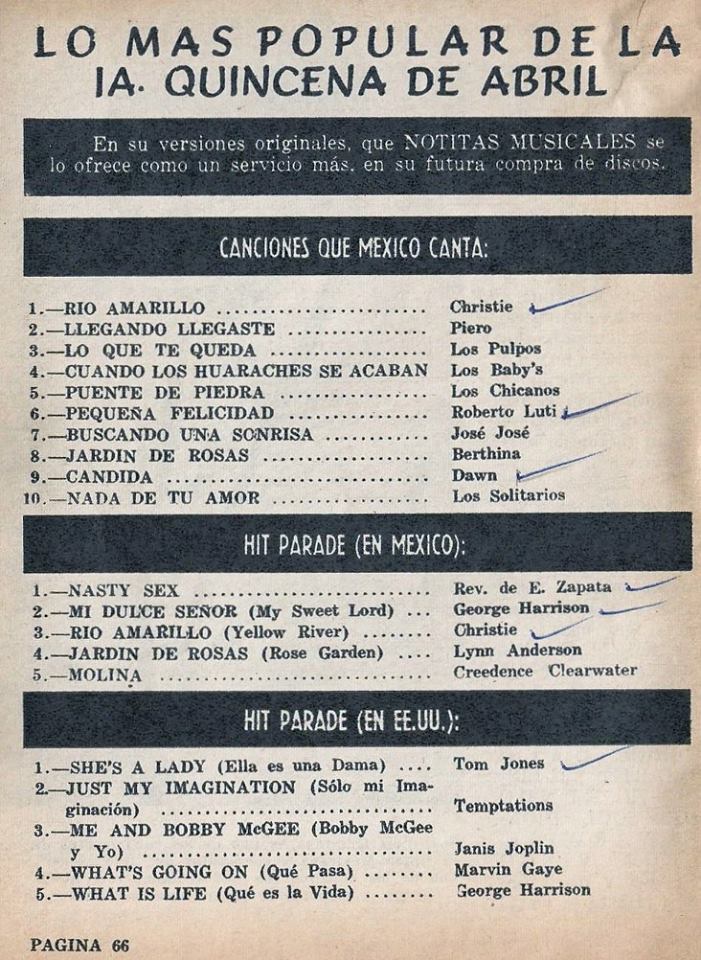 LO MAS POPULAR DE LA
1A. QUINCENA DE ABRIL
En su versiones originales, que NOTITAS MUSICALES se
lo ofrece como un servicio más, en su futura compra de discos.
CANCIONES QUE MEXICO CANTA:
1.—RIO AMARILLO ........................ Christie
2.—LLEGANDO LLEGASTE ................ Piero
3.—LO QUE TE QUEDA .................. Los Pulpos
4.—CUANDO LOS HUARACHES SE ACABAN Los Baby's
5.—PUENTE DE PIEDRA ................. Los Chicanos
6.—PEQUEÑA FELICIDAD ................ Roberto Luti
7.—BUSCANDO UNA SONRISA ............ José José
8.—JARDIN DE ROSAS ................... Berthina
9.—CANDIDA ............................. Dawn
10.—NADA DE TU AMOR .................. Los Solitarios
HIT PARADE (EN MEXICO):
1.—NASTY SEX ........................... Rev. de E. Zapata
2.—MI DULCE SEÑOR (My Sweet Lord) ... George Harrison
3.—RIO AMARILLO (Yellow River) ........ Christie
4.—JARDIN DE ROSAS (Rose Garden) .... Lynn Anderson
5.—MOLINA ............................... Creedence Clearwater
HIT PARADE (EN EE.UU.):
1.—SHE'S A LADY (Ella es una Dama) .... Tom Jones
2.—JUST MY IMAGINATION (Sólo mi Ima-
ginación) ............................... Temptations
3.—ME AND BOBBY McGEE (Bobby McGee
y Yo) ................................. Janis Joplin
4.—WHAT'S GOING ON (Qué Pasa) ........ Marvin Gaye
5.—WHAT IS LIFE (Qué es la Vida) ........ George Harrison
PAGINA 66